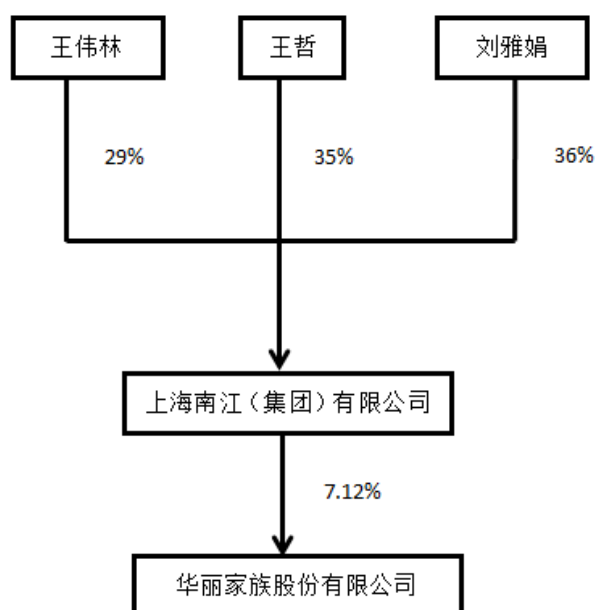 王伟林
王哲
刘雅娟
29%
35%
36%
上海南江（集团）有限公司
7.12%
华丽家族股份有限公司